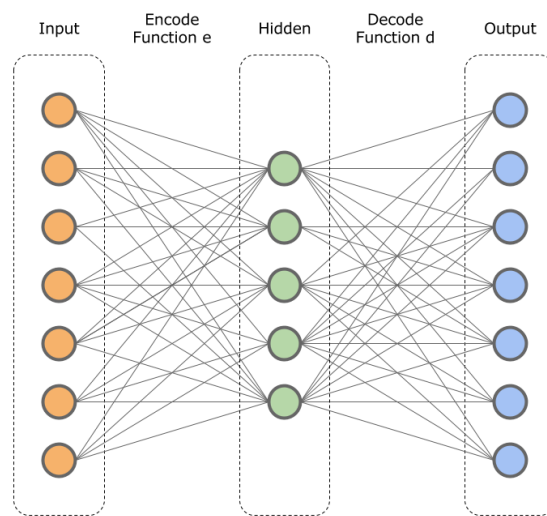 Input
Encode
Function e
Hidden
Decode
Function d
Output